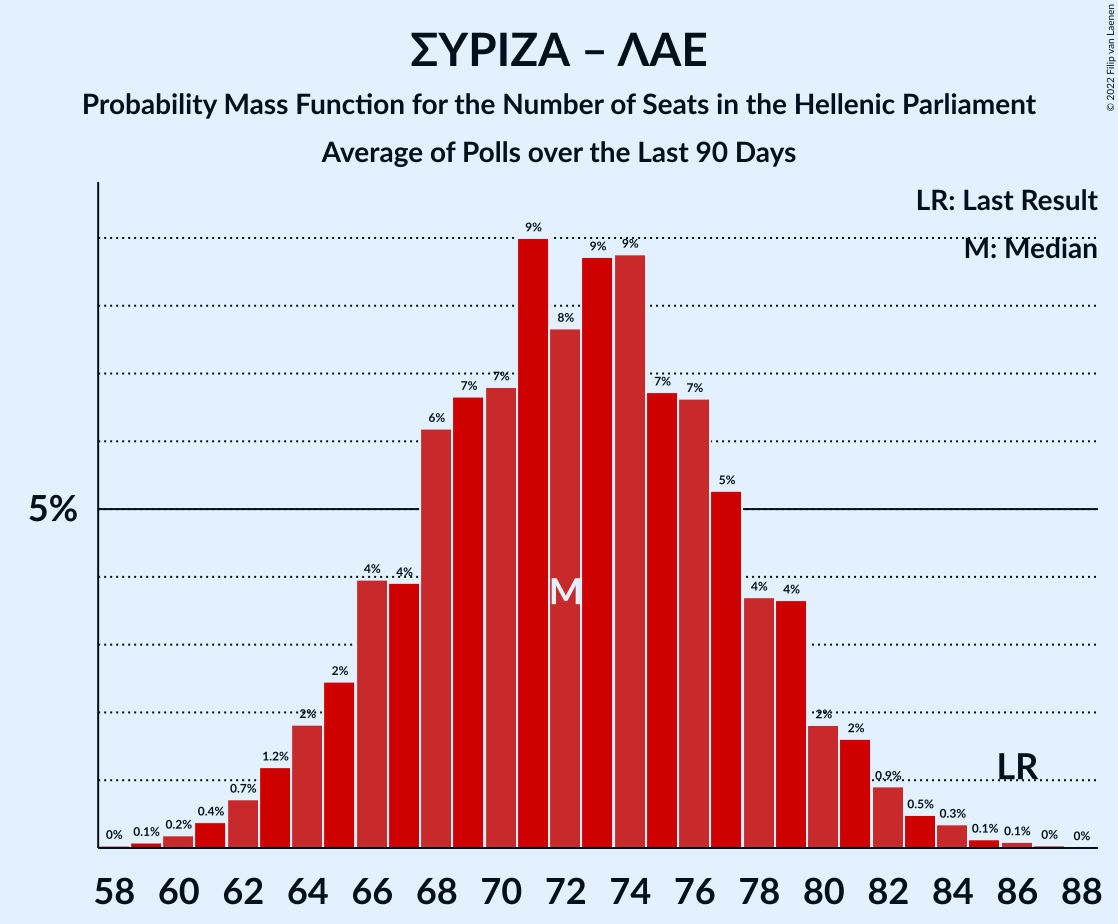 ΣΥΡΙΖΑ – ΛΑΕ
Probability Mass Function for the Number of Seats in the Hellenic Parliament
Average of Polls over the Last 90 Days
© 2022 Filip van Laenen
LR: Last Result
M: Median
5%
0% 0.1% 0.2% 0.4% 0.7% 1.2% 2% 2% 4% 4% 6% 7% 7% 9% 8% 9% 9% 7% 7% 5% 4% 4% 2% 2% 0.9% 0.5% 0.3% 0.1% 0.1% 0% 0%
M
LR
58 60 62 64 66 68 70 72 74 76 78 80 82 84 86 88